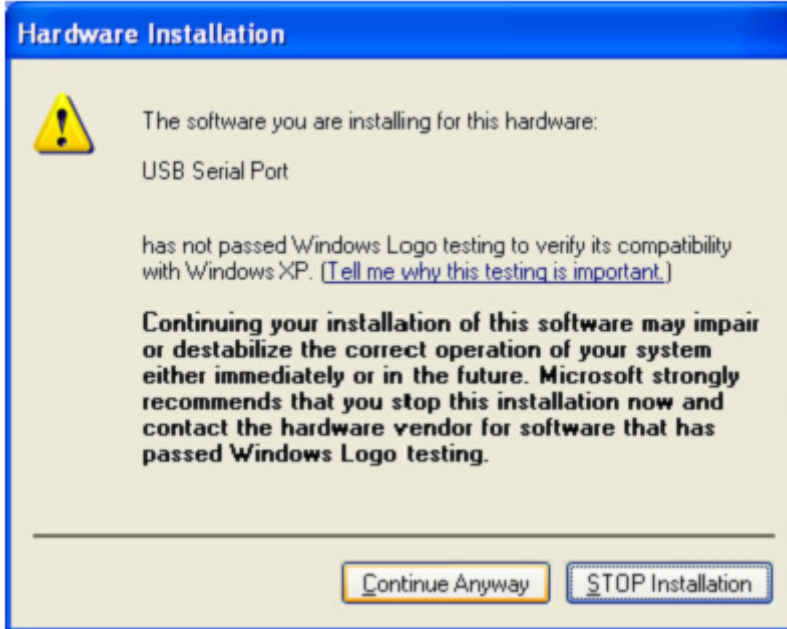 Hardware Installation
The software you are installing for this hardware:
USB Serial Port
has not passed Windows Logo testing to verify its compatibility
with Windows XP. (Tell me why this testing is important.)
Continuing your installation of this software may impair
or destabilize the correct operation of your system
either immediately or in the future. Microsoft strongly
recommends that you stop this installation now and
contact the hardware vendor for software that has
passed Windows Logo testing.
Continue Anyway
STOP Installation